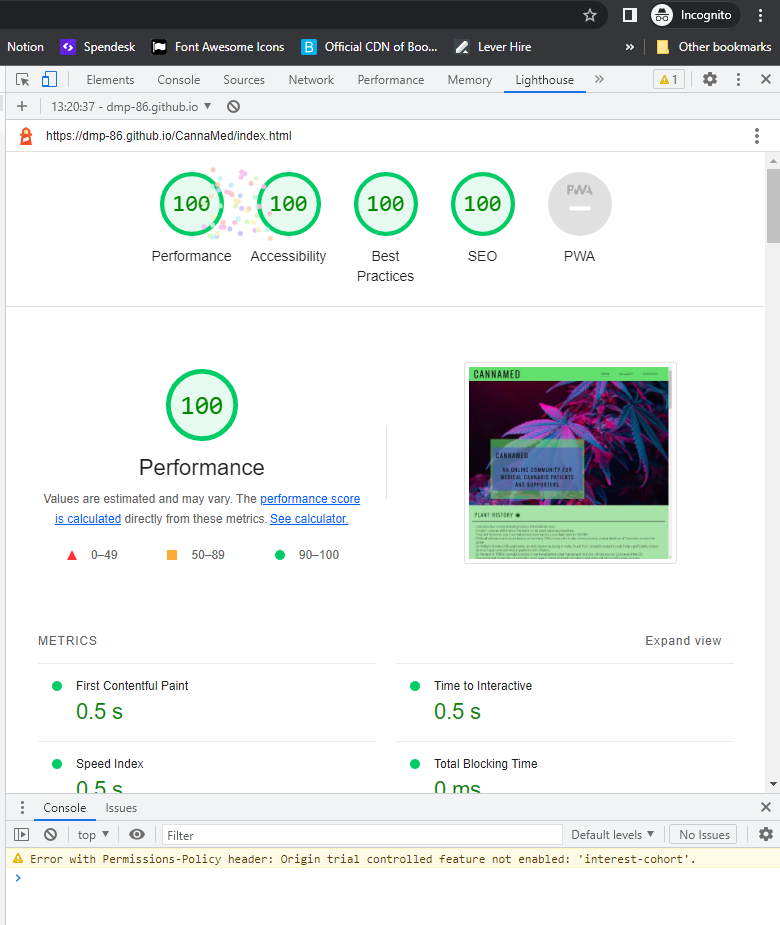 Incognito
Notion Spendesk Font Awesome Icons Official CDN of Boo... Lever Hire » Other bookmarks
Elements Console Sources Network Performance Memory Lighthouse » 1
13:20:37 - dmp-86.github.io
https://dmp-86.github.io/CannaMed/index.html
100 100 100 100 PWA
Performance Accessibility Best Practices SEO PWA
100
Performance
Values are estimated and may vary. The performance score
is calculated directly from these metrics. See calculator.
0–49 50–89 90–100
CANNAMED
CANNAMED
AN ONLINE COMMUNITY FOR
MEDICAL CANNABIS PATIENTS
AND SUPPORTERS
PLANT HISTORY
METRICS Expand view
First Contentful Paint Time to Interactive
0.5 s 0.5 s
Speed Index Total Blocking Time
0.5 s 0 ms
Console Issues
top Filter Default levels No Issues
Error with Permissions-Policy header: Origin trial controlled feature not enabled: 'interest-cohort'.